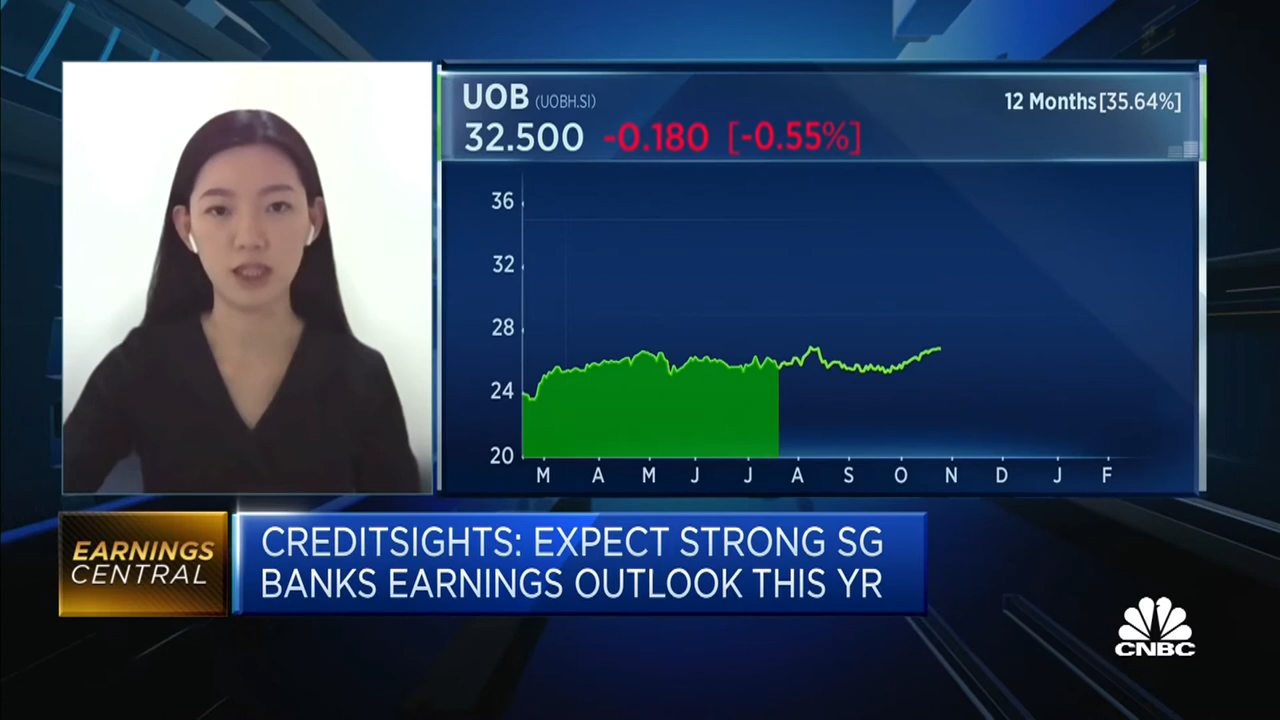 UOB (UOBH.SI)
12 Months [35.64%]
32.500 -0.180 [-0.55%]
36
32
28
24
20
M A M J J A S O N D J F
EARNINGS
CENTRAL
CREDITSIGHTS: EXPECT STRONG SG
BANKS EARNINGS OUTLOOK THIS YR
CNBC